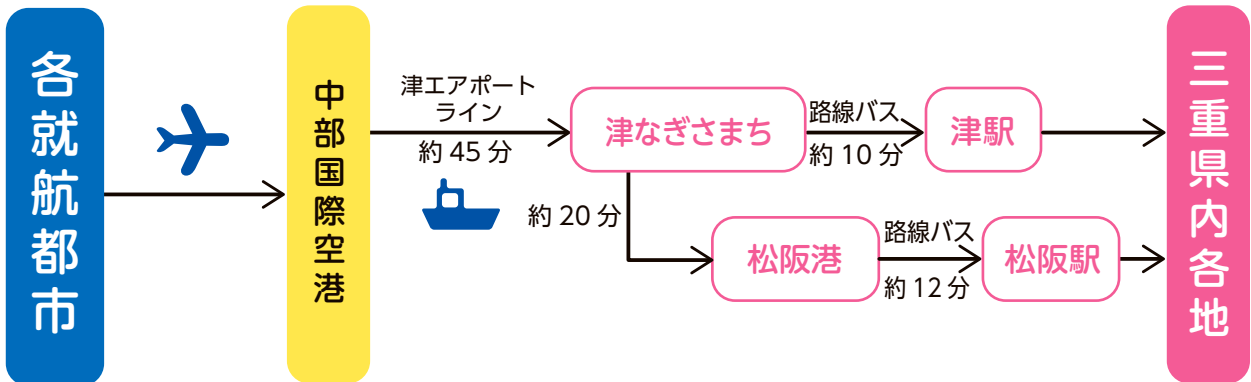 各就航都市
中部国際空港
津エアポート
ライン
約 45 分
津なぎさまち
路線バス
約 10 分
津駅
約 20 分
松阪港
路線バス
約 12 分
松阪駅
三重県内各地